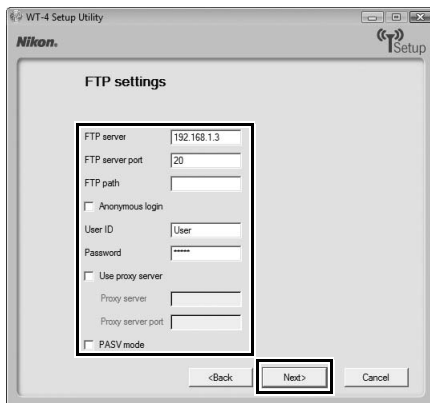 WT-4 Setup Utility
Nikon.
Setup
FTP settings
FTP server 192.168.1.3
FTP server port 20
FTP path
Anonymous login
User ID User
Password *****
Use proxy server
Proxy server
Proxy server port
PASV mode
<Back Next> Cancel